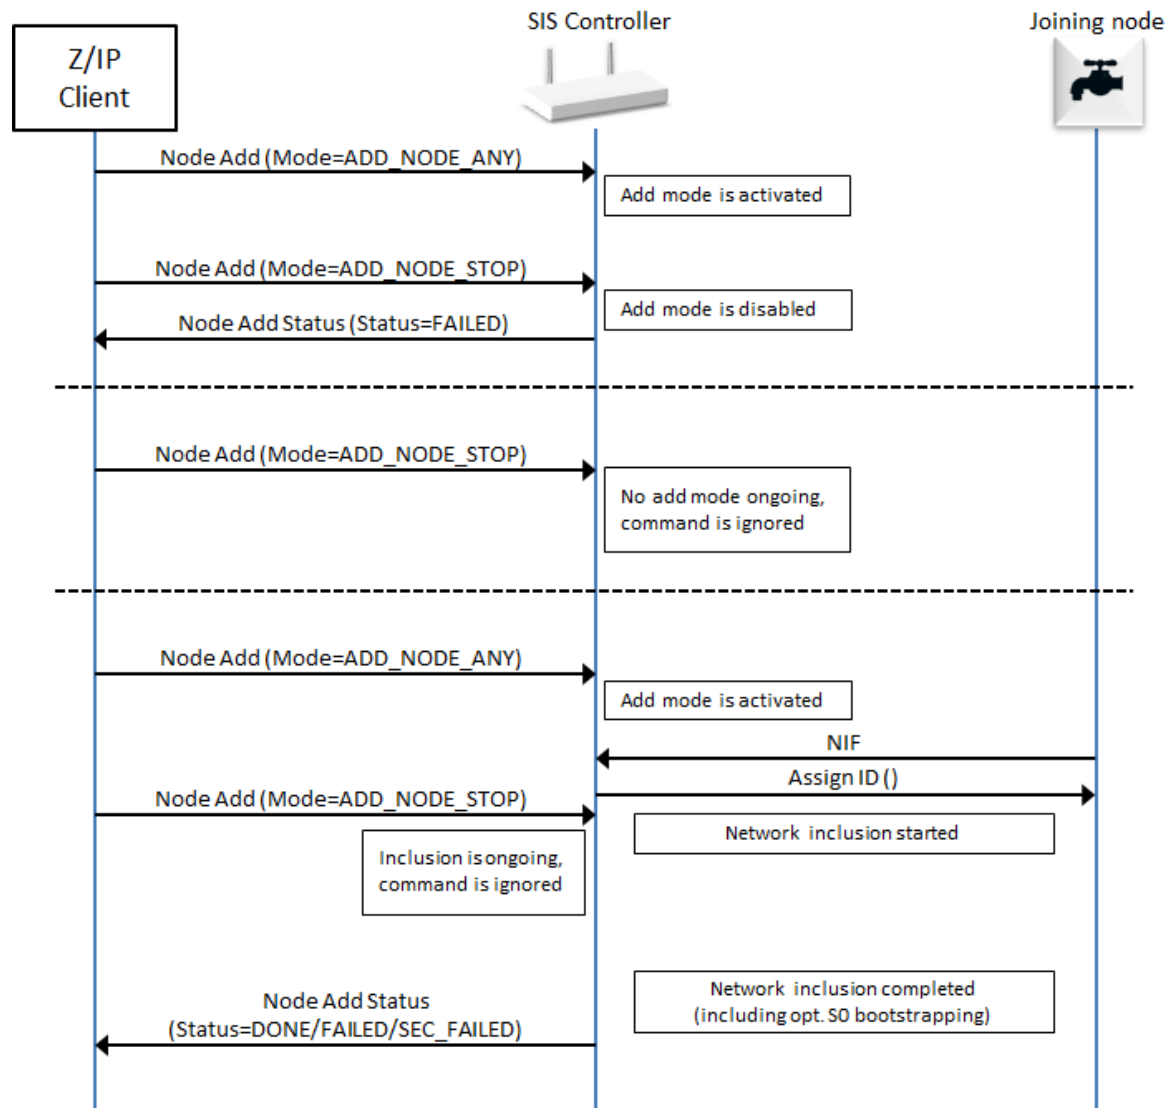 SIS Controller
Joining node
Z/IP
Client
Node Add (Mode=ADD_NODE_ANY)
Add mode is activated
Node Add (Mode=ADD_NODE_STOP)
Add mode is disabled
Node Add Status (Status=FAILED)
Node Add (Mode=ADD_NODE_STOP)
No add mode ongoing,
command is ignored
Node Add (Mode=ADD_NODE_ANY)
Add mode is activated
NIF
Assign ID ()
Node Add (Mode=ADD_NODE_STOP)
Network inclusion started
Inclusion is ongoing,
command is ignored
Network inclusion completed
(including opt. S0 bootstrapping)
Node Add Status
(Status=DONE/FAILED/SEC_FAILED)